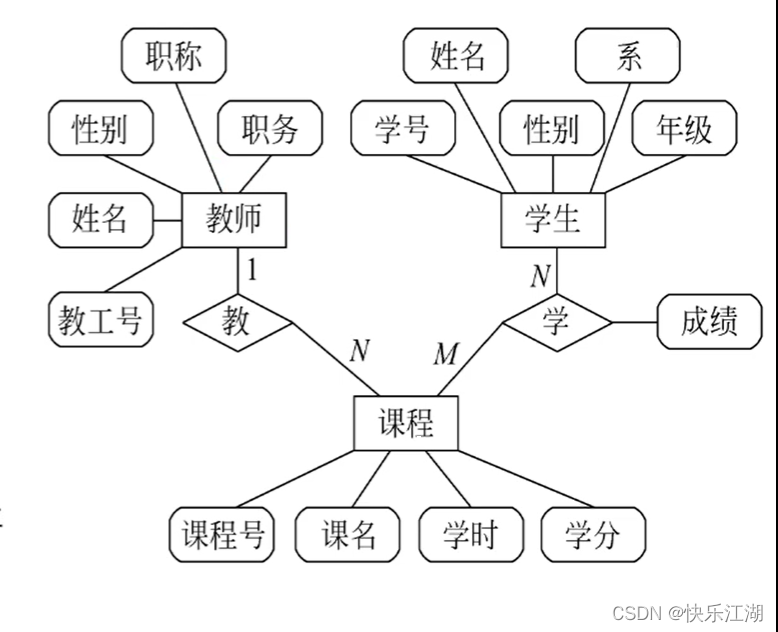 职称
姓名
系
性别
职务
学号
性别
年级
姓名
教师
学生
1
N
教工号
教
学
成绩
N
M
课程
课程号
课名
学时
学分
CSDN @快乐江湖